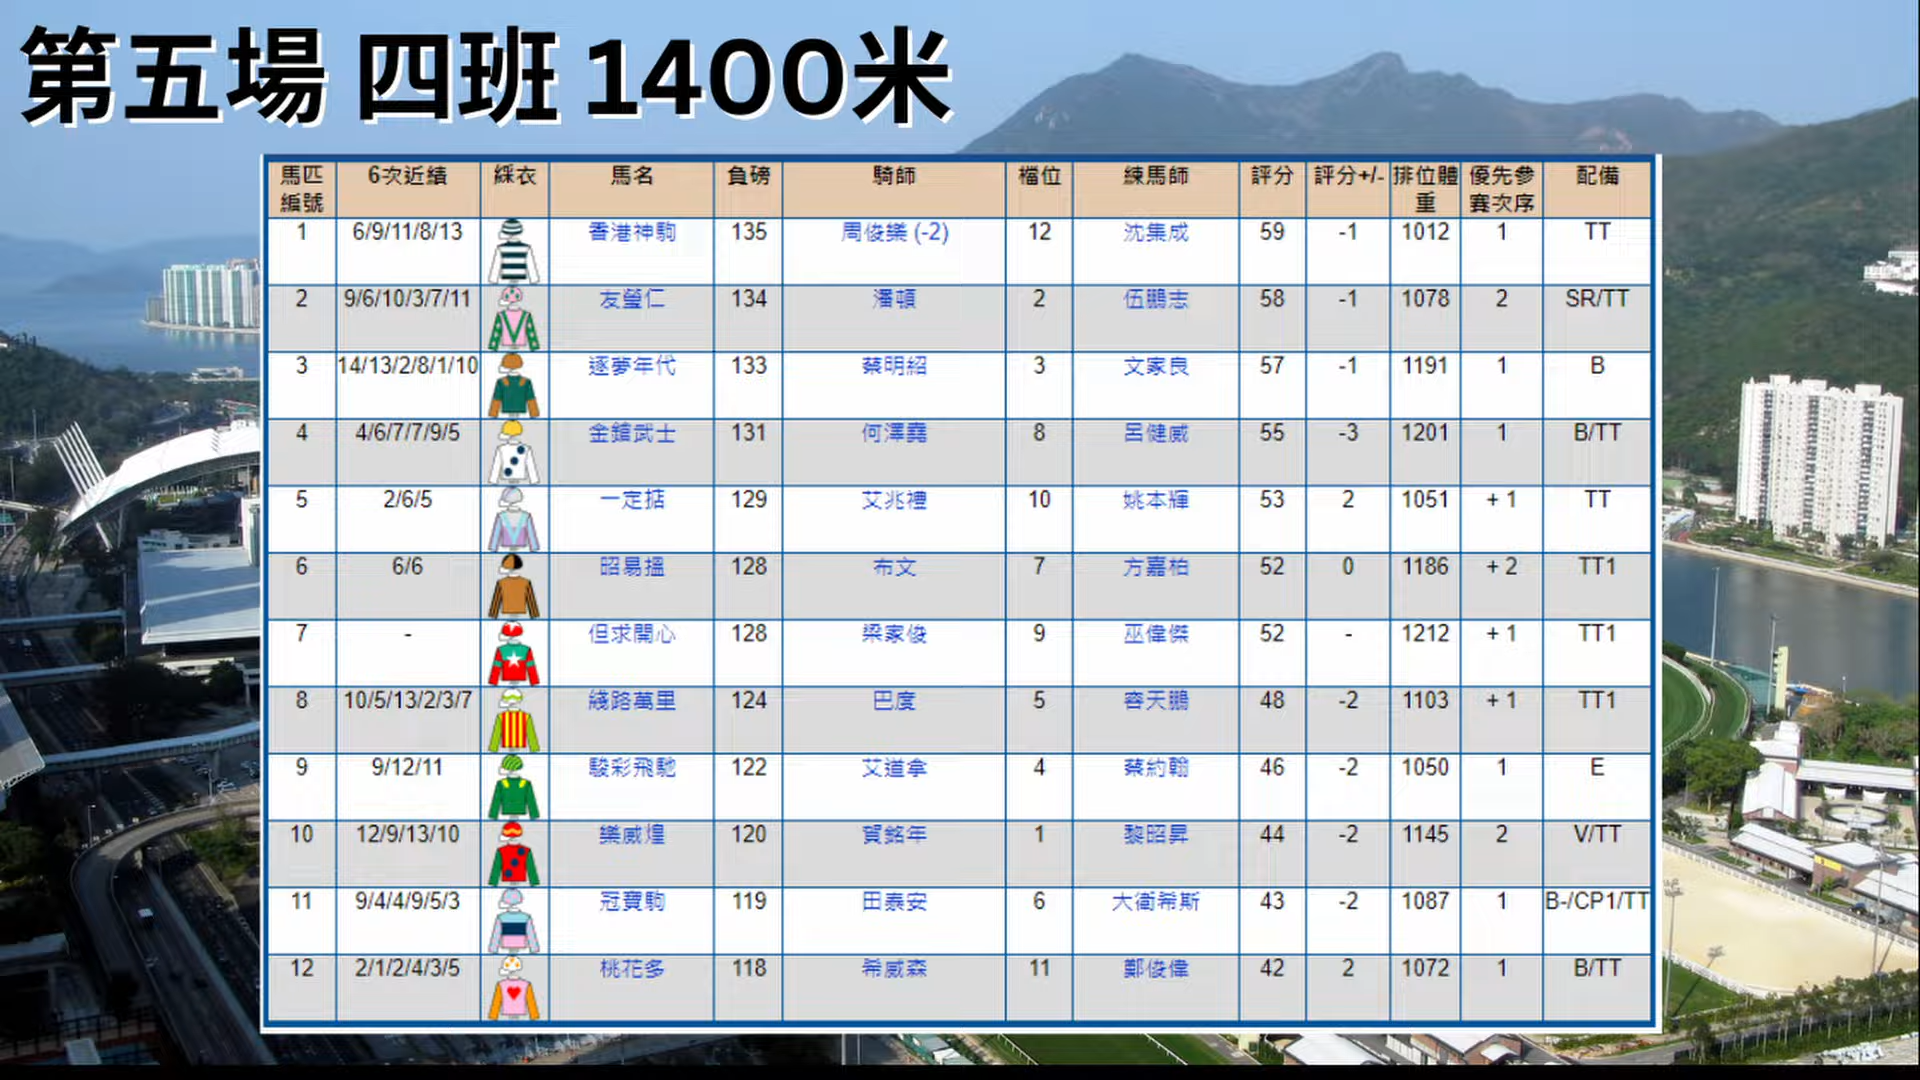 第五場 四班 1400米
馬匹編號 6次近績 綵衣 馬名 負磅 騎師 檔位 練馬師 評分 評分+/- 排位體重 優先參賽次序 配備
1 6/9/11/8/13 香港神駒 135 周俊樂 (-2) 12 沈集成 59 -1 1012 1 TT
2 9/6/10/3/7/11 友瑩仁 134 潘頓 2 伍鵬志 58 -1 1078 2 SR/TT
3 14/13/2/8/1/10 逐夢年代 133 蔡明紹 3 文家良 57 -1 1191 1 B
4 4/6/7/7/9/5 金鎗武士 131 何澤堯 8 呂健威 55 -3 1201 1 B/TT
5 2/6/5 一定掂 129 艾兆禮 10 姚本輝 53 2 1051 + 1 TT
6 6/6 昭易搵 128 布文 7 方嘉柏 52 0 1186 + 2 TT1
7 - 但求開心 128 梁家俊 9 巫偉傑 52 - 1212 + 1 TT1
8 10/5/13/2/3/7 綫路萬里 124 巴度 5 容天鵬 48 -2 1103 + 1 TT1
9 9/12/11 駿彩飛馳 122 艾道拿 4 蔡約翰 46 -2 1050 1 E
10 12/9/13/10 樂威煌 120 賀銘年 1 黎昭昇 44 -2 1145 2 V/TT
11 9/4/4/9/5/3 冠寶駒 119 田泰安 6 大衛希斯 43 -2 1087 1 B-/CP1/TT
12 2/1/2/4/3/5 桃花多 118 希威森 11 鄭俊偉 42 2 1072 1 B/TT